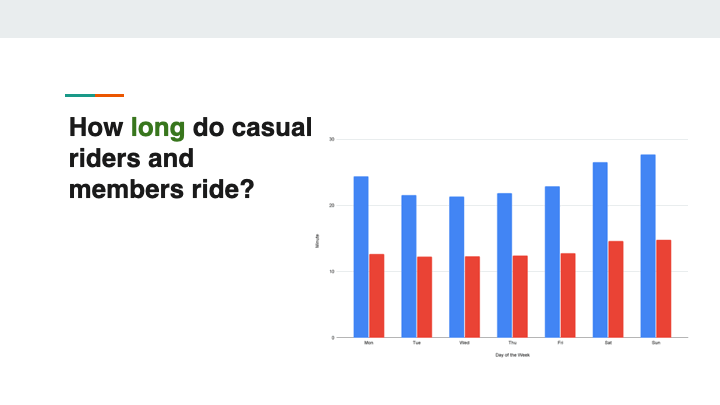 How long do casual
riders and
members ride?
30
20
10
0
Minute
Mon Tue Wed Thu Fri Sat Sun
Day of the Week